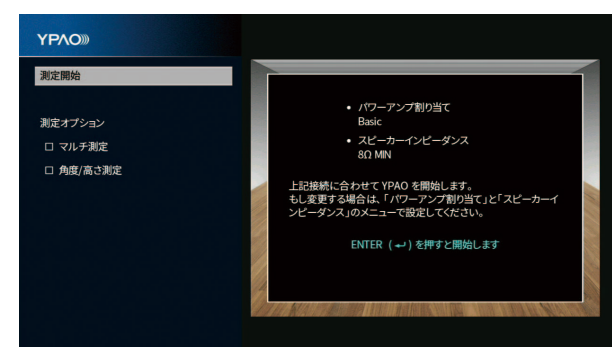 YPAO
測定開始
測定オプション
□ マルチ測定
□ 角度/高さ測定
• パワーアンプ割り当て
Basic
• スピーカーインピーダンス
8Ω MIN
上記接続に合わせて YPAO を開始します。
もし変更する場合は、「パワーアンプ割り当て」と「スピーカーイ
ンピーダンス」のメニューで設定してください。
ENTER (↵) を押すと開始します